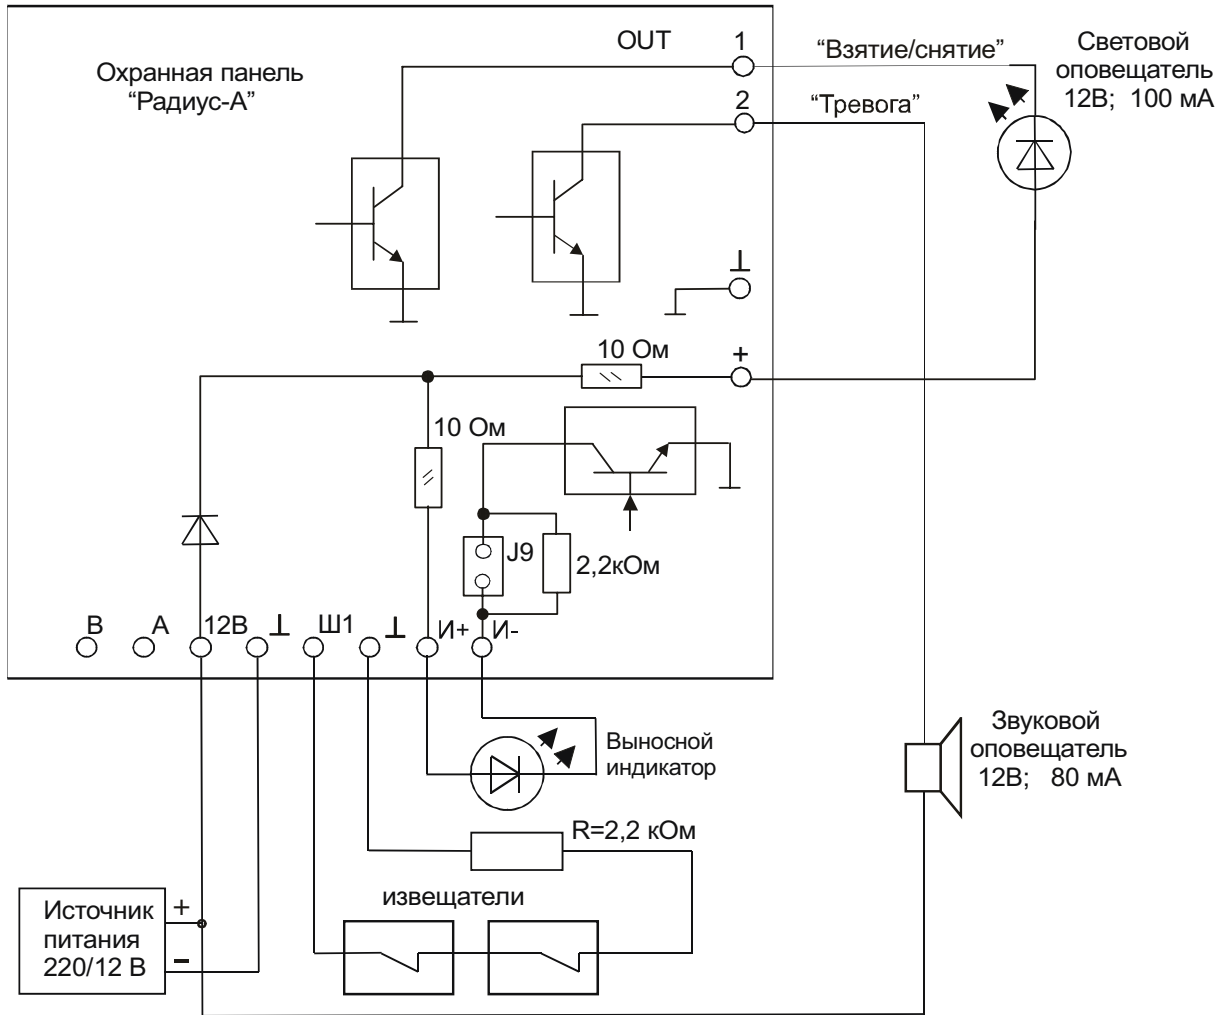 OUT
1
“Взятие/снятие”
Световой
оповещатель
12В; 100 мА
Охранная панель
“Радиус-А”
2
“Тревога”
⊥
10 Ом
+
10 Ом
J9
2,2кОм
В
А
12В
⊥
Ш1
⊥
И+
И-
Выносной
индикатор
Звуковой
оповещатель
12В; 80 мА
R=2,2 кОм
извещатели
Источник
питания
220/12 В
+
−